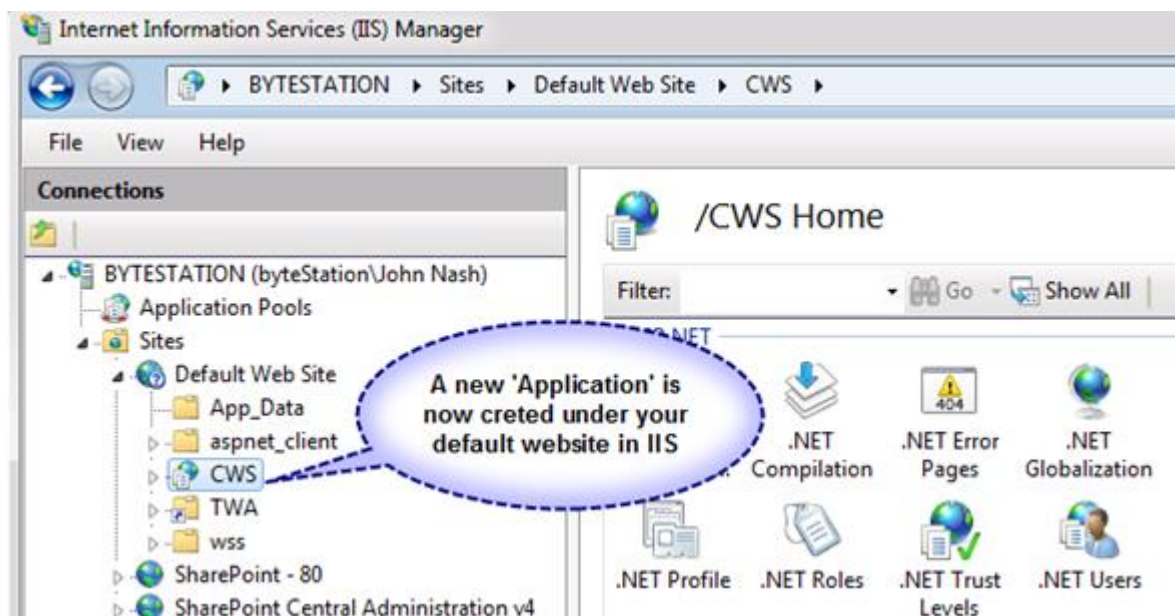 Internet Information Services (IIS) Manager
BYTESTATION Sites Default Web Site CWS
File View Help
Connections
/CWS Home
BYTESTATION (byteStation\John Nash)
Application Pools
Sites
Default Web Site
App_Data
aspnet_client
CWS
TWA
wss
SharePoint - 80
SharePoint Central Administration v4
Filter: Go Show All
A new 'Application' is
now creted under your
default website in IIS
.NET
Compilation
.NET Error
Pages
.NET
Globalization
.NET Profile
.NET Roles
.NET Trust
Levels
.NET Users
404